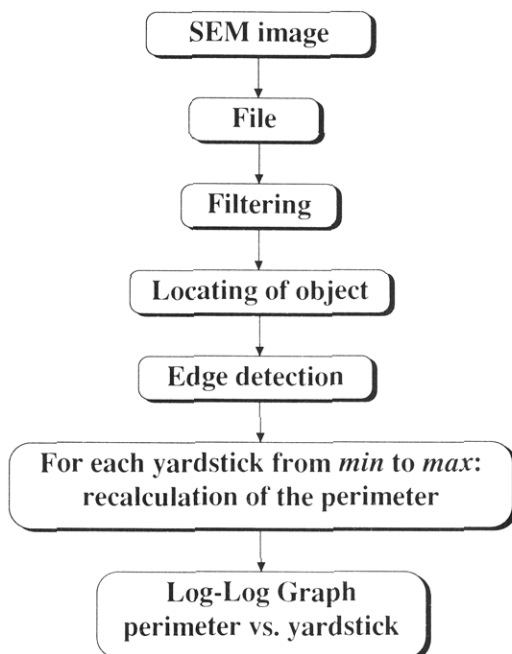 SEM image
File
Filtering
Locating of object
Edge detection
For each yardstick from min to max:
recalculation of the perimeter
Log-Log Graph
perimeter vs. yardstick